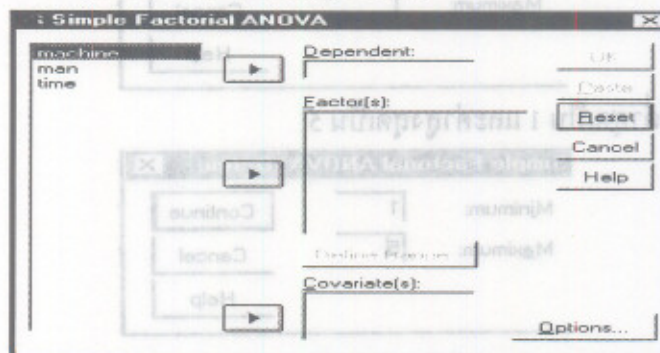 Simple Factorial ANOVA
machine
man
time
Dependent:
Factor(s):
Define Range...
Covariate(s):
OK
Paste
Reset
Cancel
Help
Options...